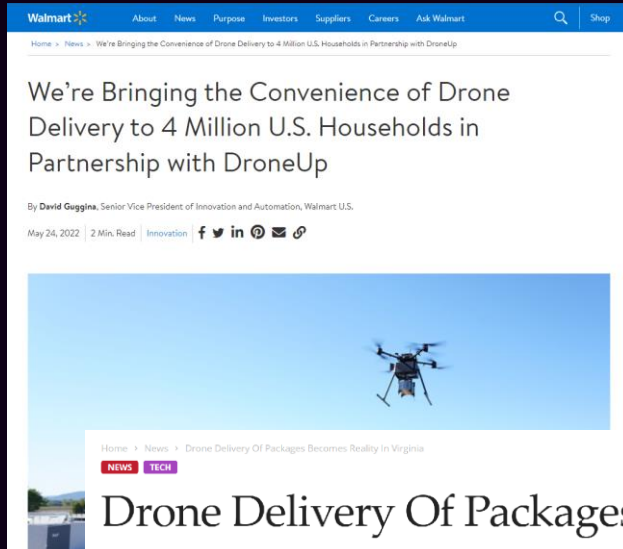 Walmart About News Purpose Investors Suppliers Careers Ask Walmart Shop
Home > News > We're Bringing the Convenience of Drone Delivery to 4 Million U.S. Households in Partnership with DroneUp
We're Bringing the Convenience of Drone
Delivery to 4 Million U.S. Households in
Partnership with DroneUp
By David Guggina, Senior Vice President of Innovation and Automation, Walmart U.S.
May 24, 2022 2 Min. Read Innovation
Home > News > Drone Delivery Of Packages Becomes Reality In Virginia
NEWS TECH
Drone Delivery Of Packages